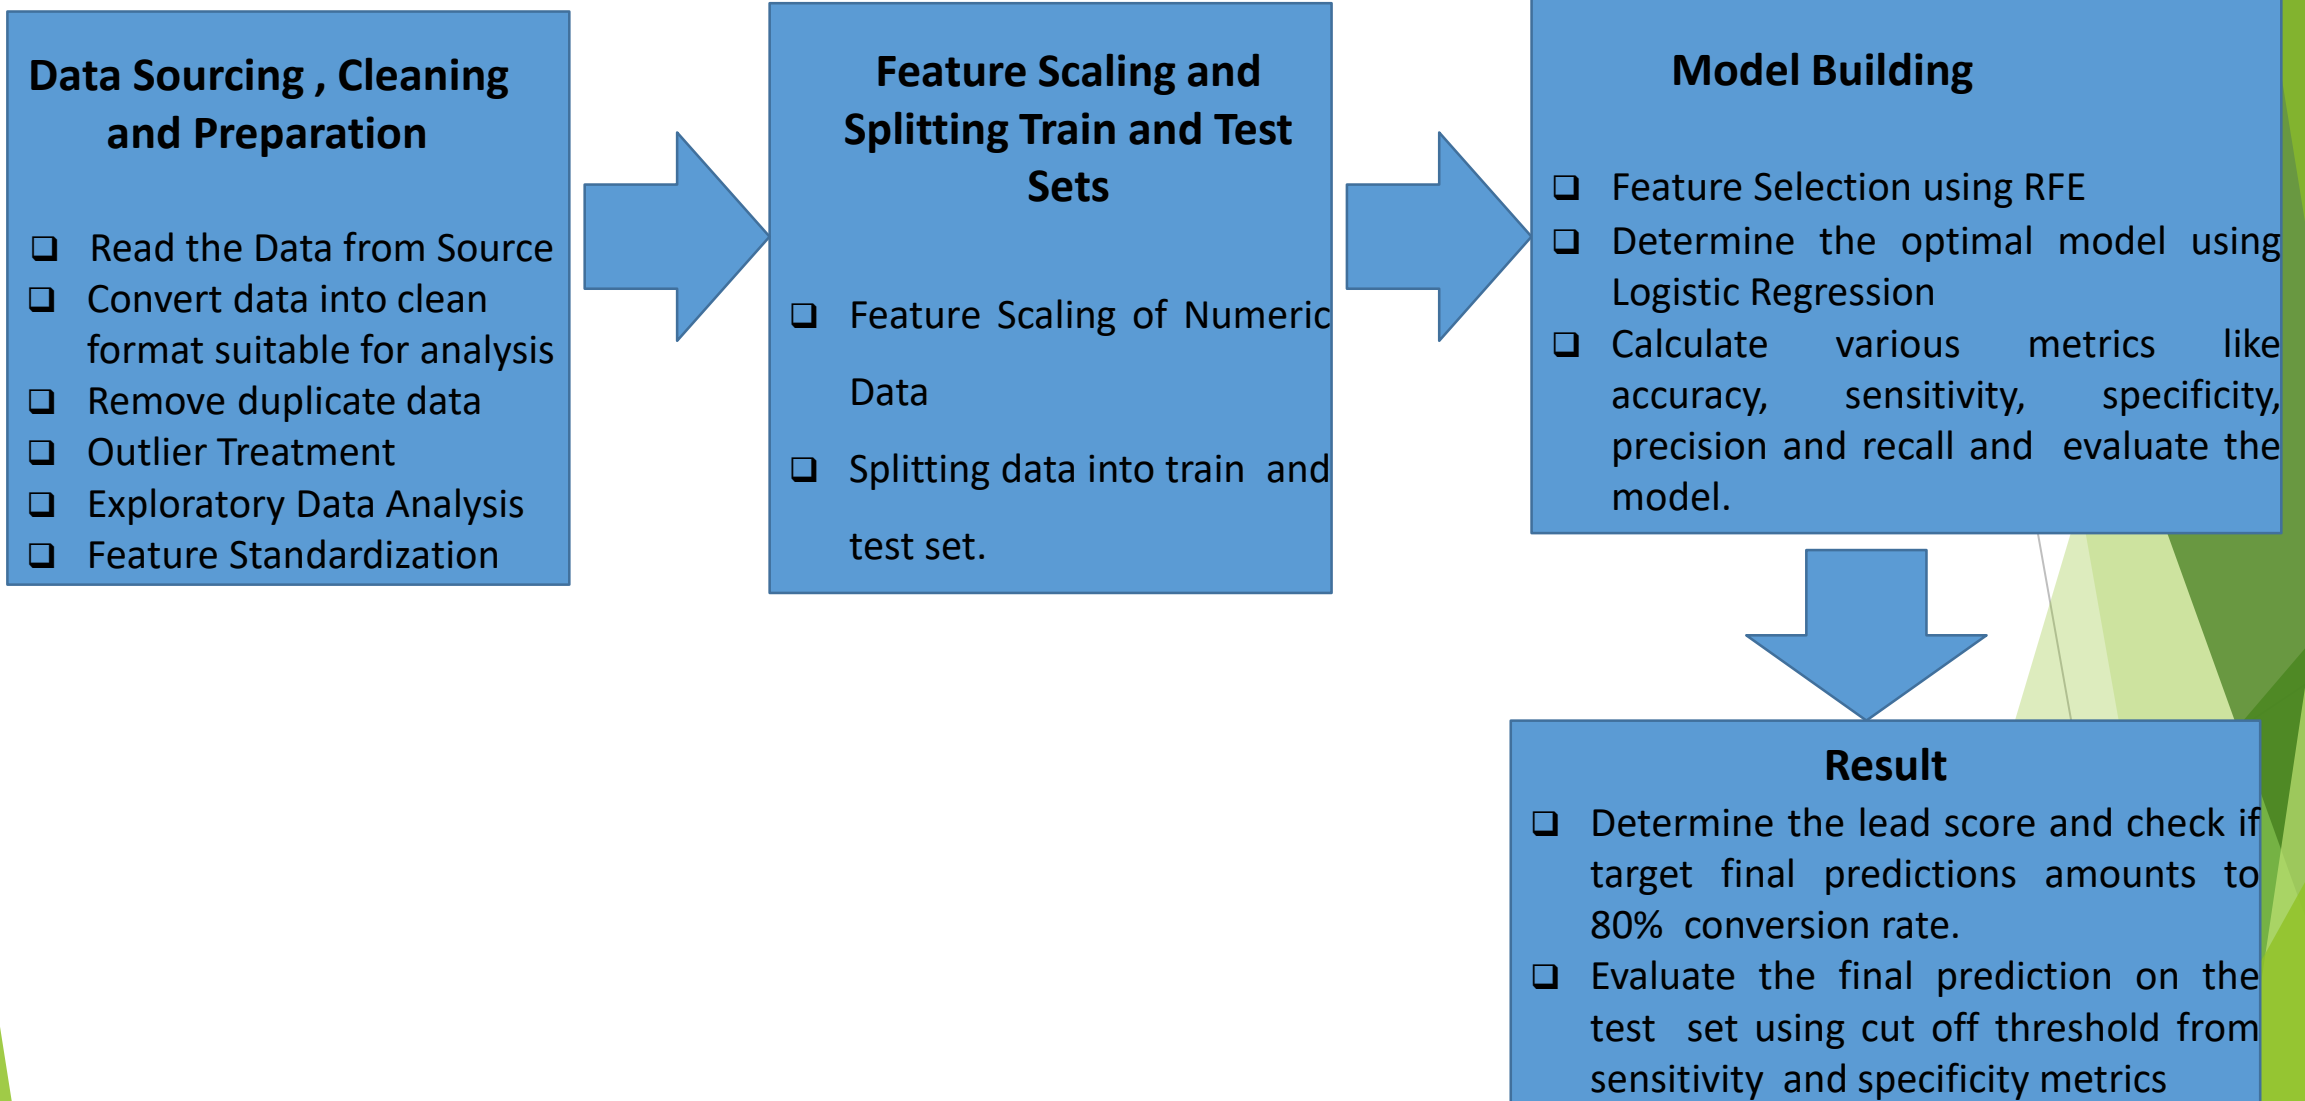 Data Sourcing , Cleaning
and Preparation
❑ Read the Data from Source
❑ Convert data into clean
format suitable for analysis
❑ Remove duplicate data
❑ Outlier Treatment
❑ Exploratory Data Analysis
❑ Feature Standardization
Feature Scaling and
Splitting Train and Test
Sets
❑ Feature Scaling of Numeric
Data
❑ Splitting data into train and
test set.
Model Building
❑ Feature Selection using RFE
❑ Determine the optimal model using
Logistic Regression
❑ Calculate various metrics like
accuracy, sensitivity, specificity,
precision and recall and evaluate the
model.
Result
❑ Determine the lead score and check if
target final predictions amounts to
80% conversion rate.
❑ Evaluate the final prediction on the
test set using cut off threshold from
sensitivity and specificity metrics